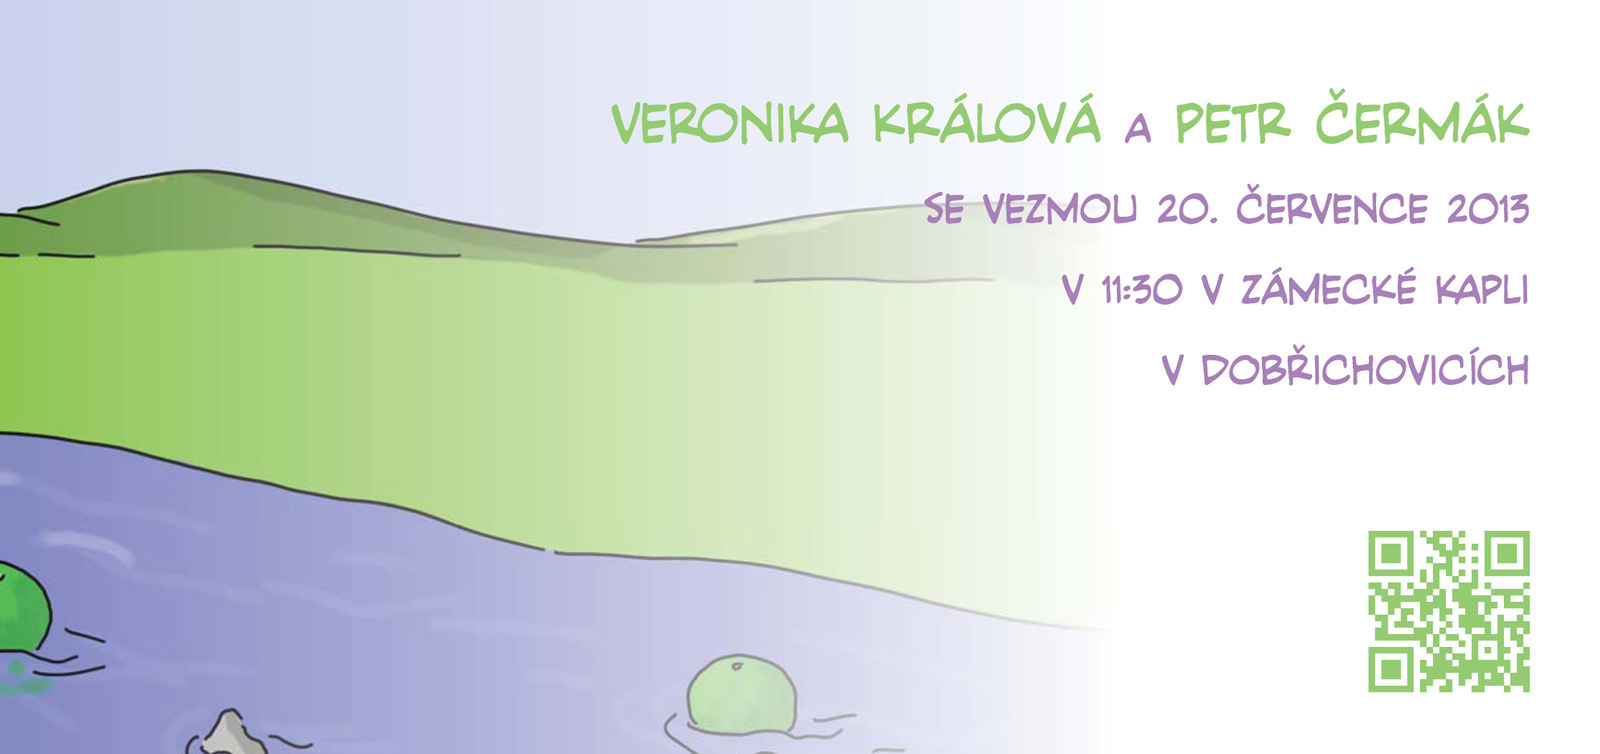 VERONIKA KRÁLOVÁ A PETR ČERMÁK
SE VEZMOU 20. ČERVENCE 2013
V 11:30 V ZÁMECKÉ KAPLI
V DOBŘICHOVICÍCH